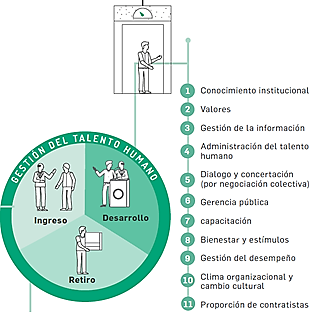 GESTIÓN DEL TALENTO HUMANO
Ingreso
Desarrollo
Retiro
1 Conocimiento institucional
2 Valores
3 Gestión de la información
4 Administración del talento
humano
5 Dialogo y concertación
(por negociación colectiva)
6 Gerencia pública
7 capacitación
8 Bienestar y estímulos
9 Gestión del desempeño
10 Clima organizacional y
cambio cultural
11 Proporción de contratistas